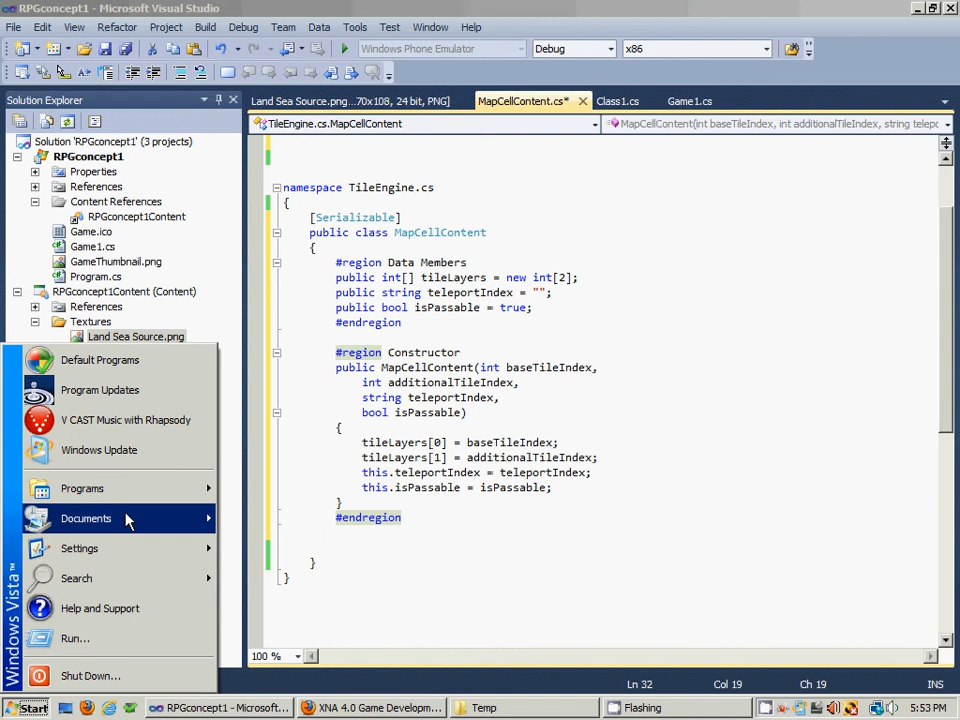 RPGconcept1 - Microsoft Visual Studio
File Edit View Refactor Project Build Debug Team Data Tools Test Window Help
Windows Phone Emulator Debug x86
Solution Explorer
Land Sea Source.png...70x108, 24 bit, PNG] MapCellContent.cs* Class1.cs Game1.cs
TileEngine.cs.MapCellContent
MapCellContent(int baseTileIndex, int additionalTileIndex, string telepo
Solution 'RPGconcept1' (3 projects)
RPGconcept1
Properties
References
Content References
RPGconcept1Content
Game.ico
Game1.cs
GameThumbnail.png
Program.cs
RPGconcept1Content (Content)
References
Textures
Land Sea Source.png
namespace TileEngine.cs
{
[Serializable]
public class MapCellContent
{
#region Data Members
public int[] tileLayers = new int[2];
public string teleportIndex = "";
public bool isPassable = true;
#endregion
#region Constructor
public MapCellContent(int baseTileIndex,
int additionalTileIndex,
string teleportIndex,
bool isPassable)
{
tileLayers[0] = baseTileIndex;
tileLayers[1] = additionalTileIndex;
this.teleportIndex = teleportIndex;
this.isPassable = isPassable;
}
#endregion
}
}
Default Programs
Program Updates
V CAST Music with Rhapsody
Windows Update
Programs
Documents
Settings
Search
Help and Support
Run...
Shut Down...
Windows Vista™
100 %
Ln 32 Col 19 Ch 19 INS
Start RPGconcept1 - Microsof... XNA 4.0 Game Developm... Temp Flashing 5:53 PM